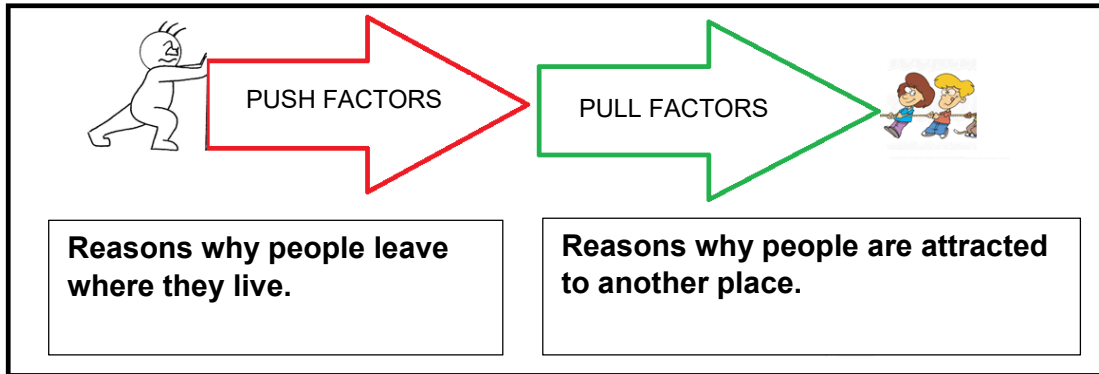 PUSH FACTORS
PULL FACTORS
Reasons why people leave
where they live.
Reasons why people are attracted
to another place.